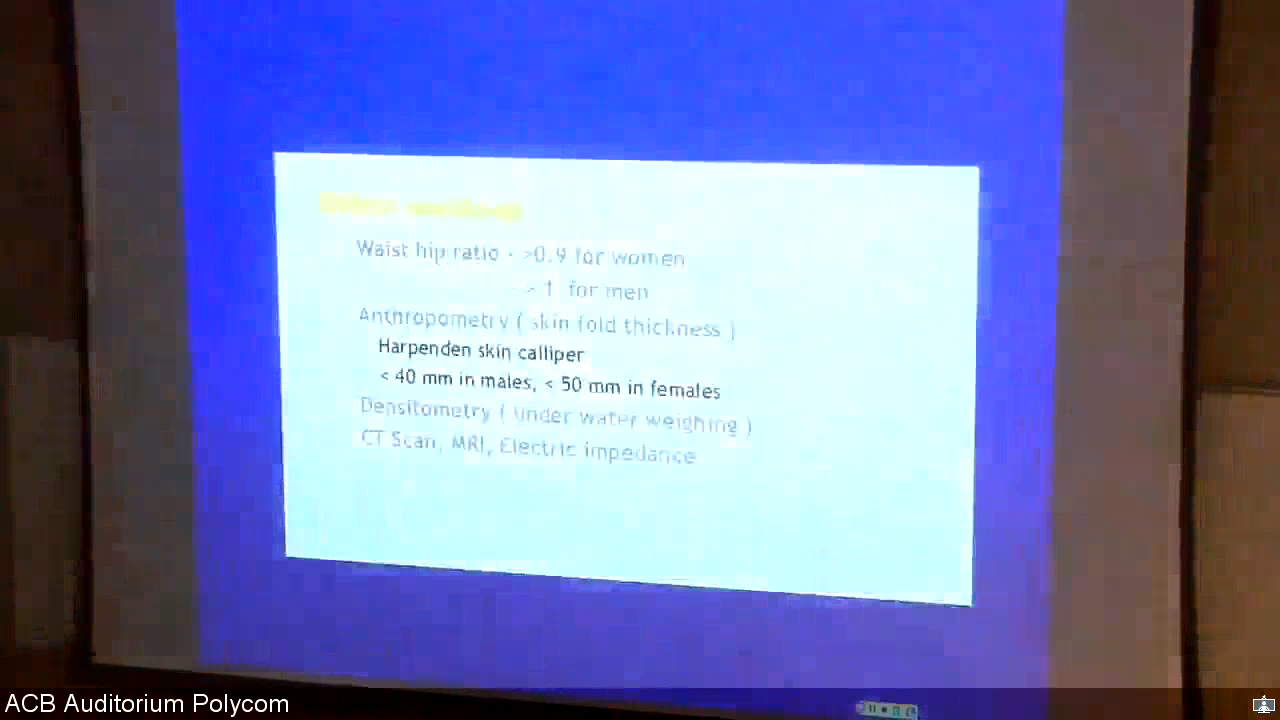 Waist hip ratio - >0.9 for women
1 for men
Anthropometry ( skin fold thickness )
Harpenden skin calliper
< 40 mm in males, < 50 mm in females
Densitometry ( under water weighing )
CT Scan, MRI, Electric impedance
ACB Auditorium Polycom